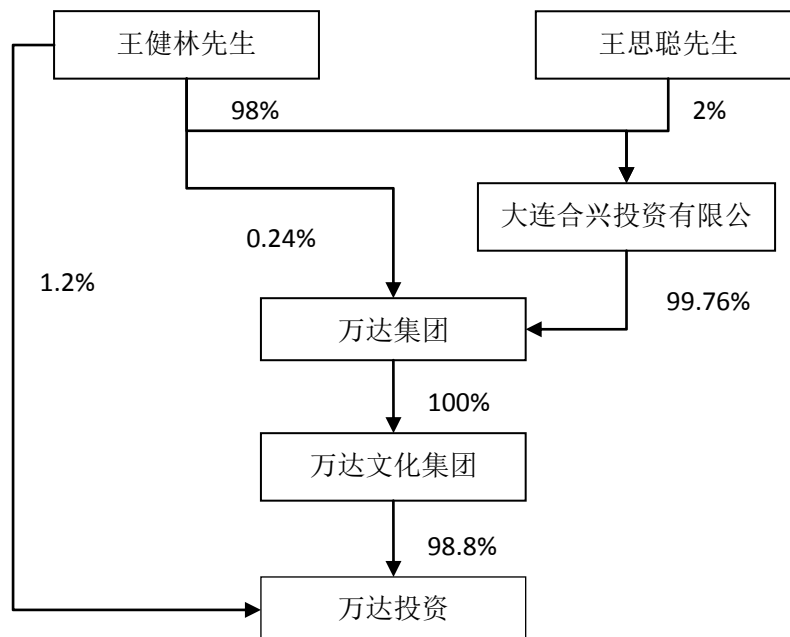 王健林先生
王思聪先生
98%
2%
大连合兴投资有限公
0.24%
1.2%
99.76%
万达集团
100%
万达文化集团
98.8%
万达投资